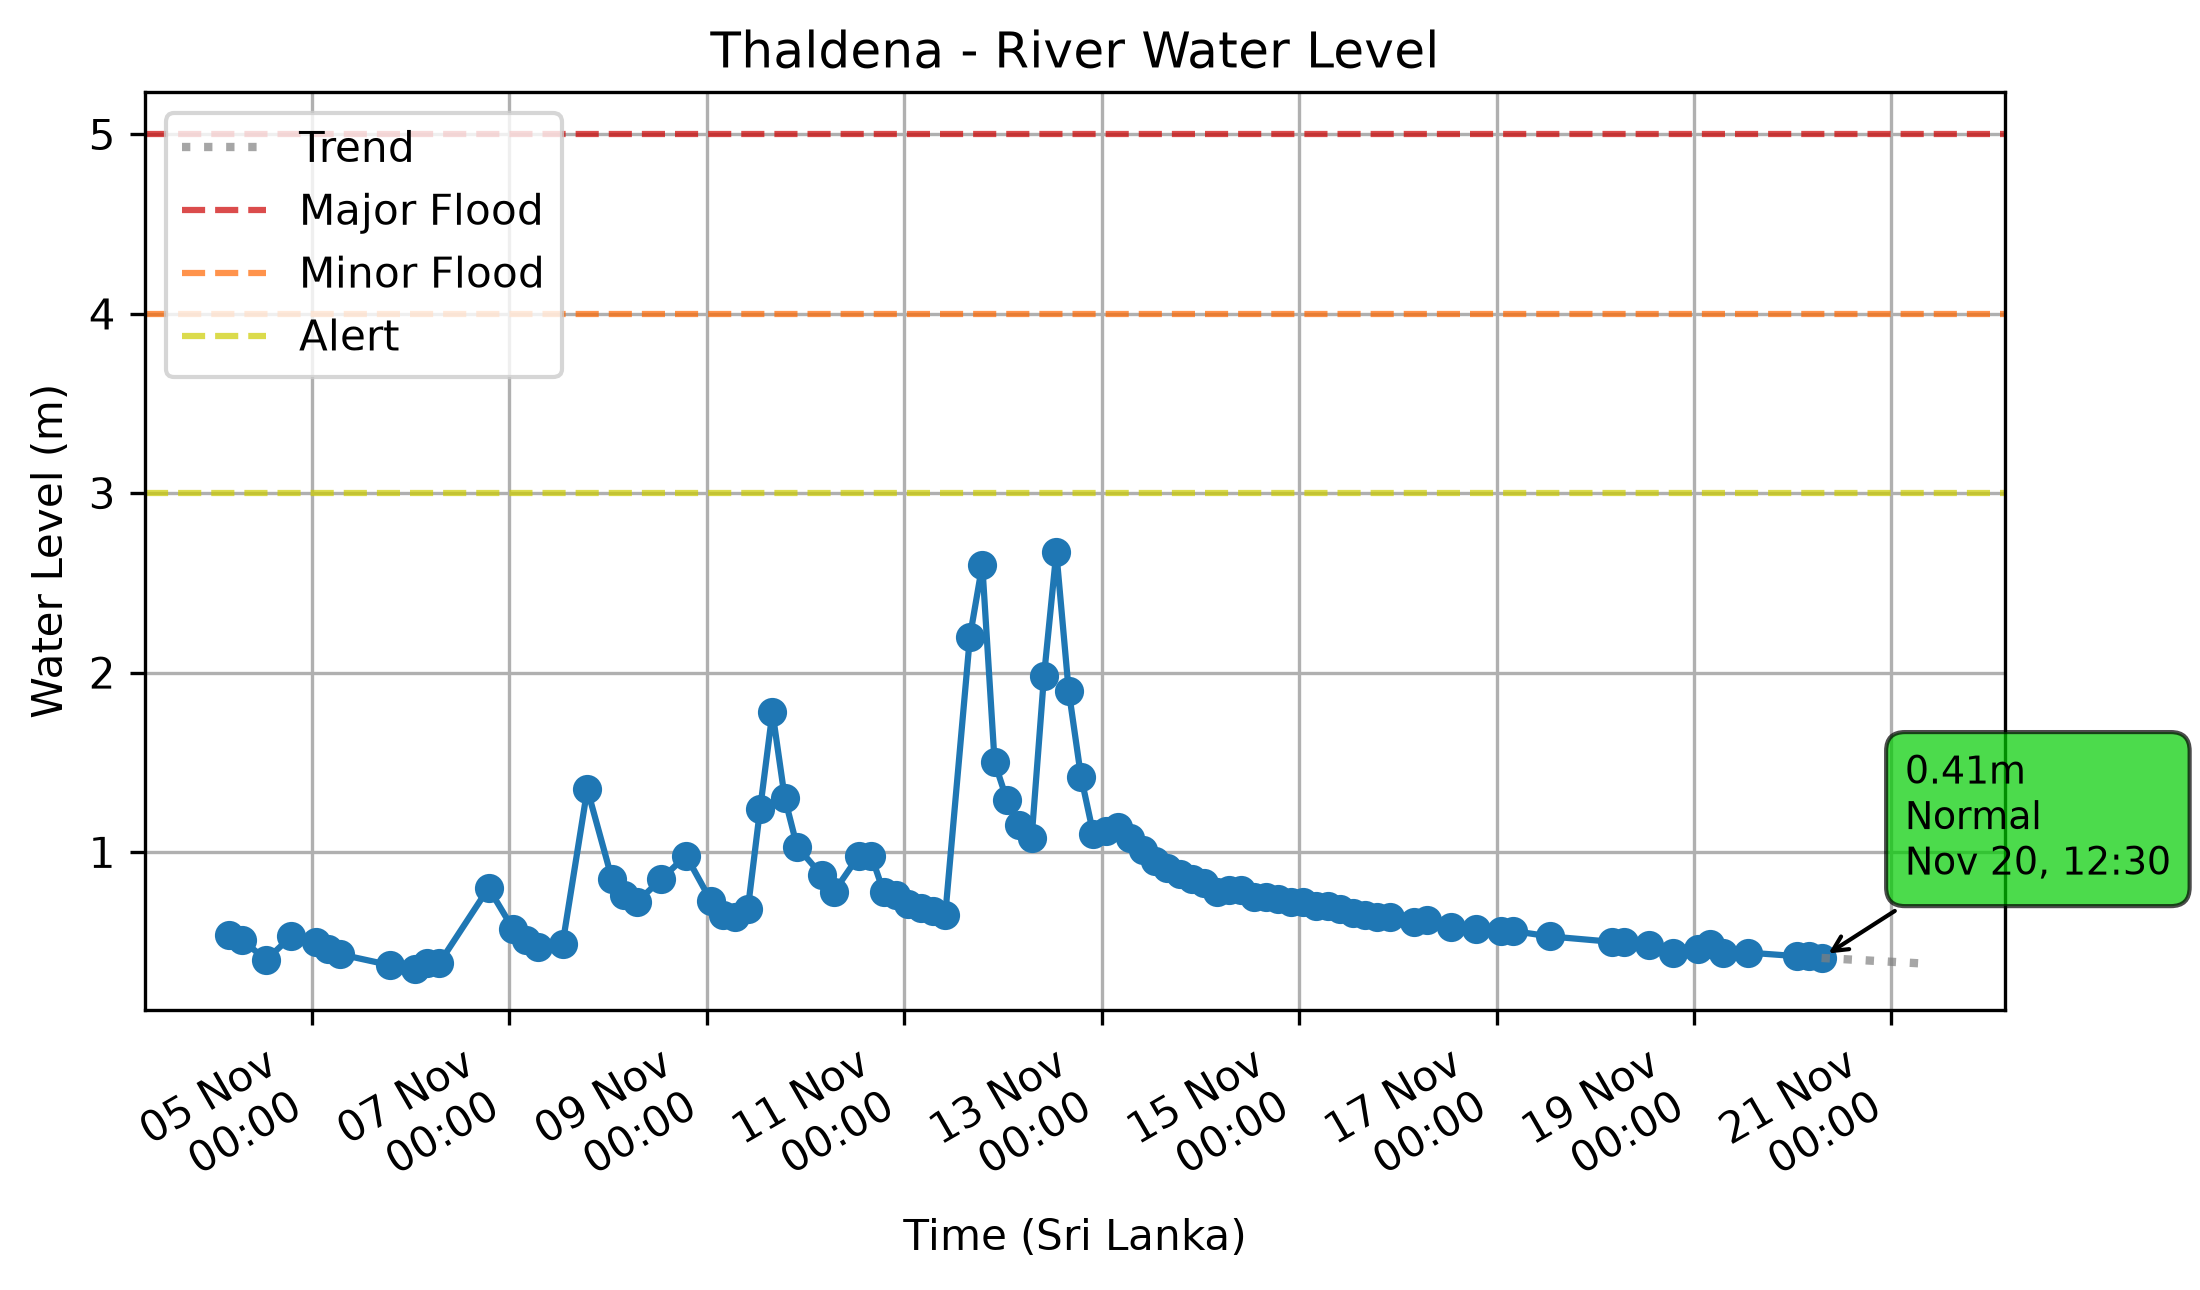 Thaldena - River Water Level
Trend
Major Flood
Minor Flood
Alert
Water Level (m)
5
4
3
2
1
0.41m
Normal
Nov 20, 12:30
05 Nov
00:00
07 Nov
00:00
09 Nov
00:00
11 Nov
00:00
13 Nov
00:00
15 Nov
00:00
17 Nov
00:00
19 Nov
00:00
21 Nov
00:00
Time (Sri Lanka)